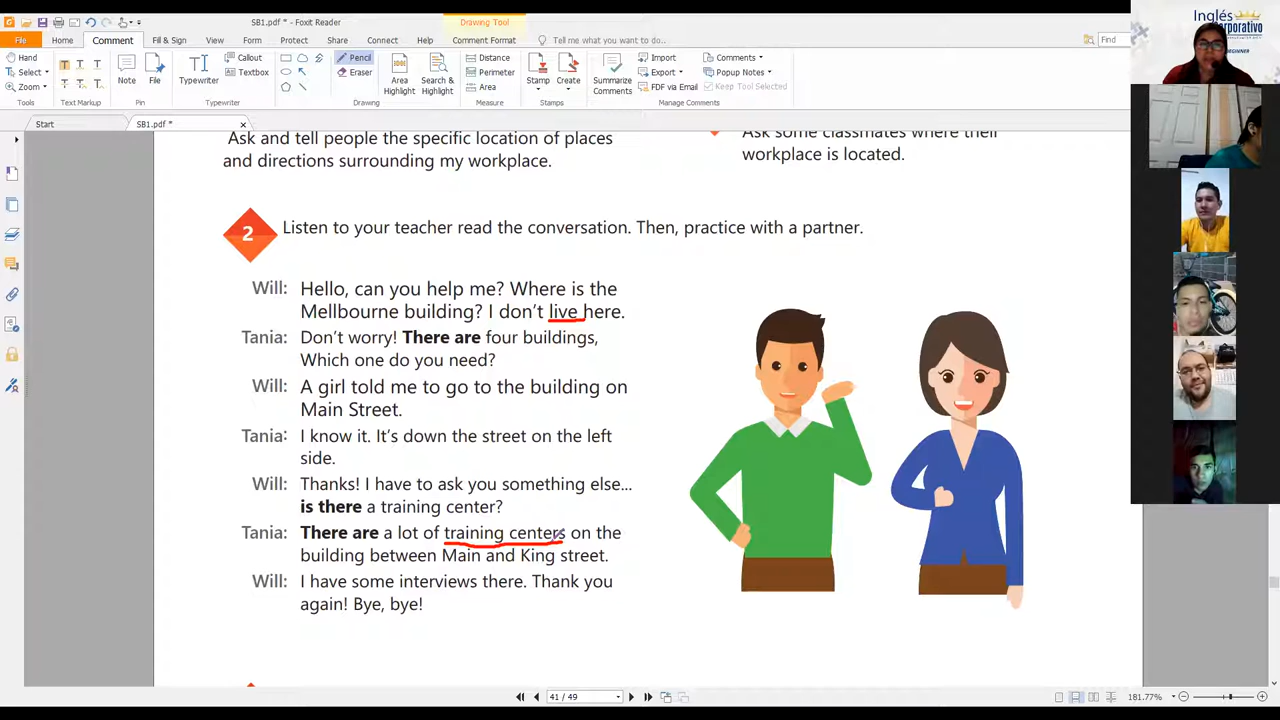 SB1.pdf * - Foxit Reader
Drawing Tool
File
Home
Comment
Fill & Sign
View
Form
Protect
Share
Connect
Help
Comment Format
Tell me what you want to do...
Find
Hand
Select
Zoom
Tools
Text Markup
Note
File
Pin
Typewriter
Callout
Textbox
Typewriter
Pencil
Eraser
Drawing
Area
Highlight
Search &
Highlight
Distance
Perimeter
Area
Measure
Stamp
Create
Stamps
Summarize
Comments
Import
Export
FDF via Email
Comments
Popup Notes
Keep Tool Selected
Manage Comments
Start
SB1.pdf *
Ask and tell people the specific location of places
and directions surrounding my workplace.
Ask some classmates where their
workplace is located.
2
Listen to your teacher read the conversation. Then, practice with a partner.
Will: Hello, can you help me? Where is the
Mellbourne building? I don't live here.
Tania: Don't worry! There are four buildings,
Which one do you need?
Will: A girl told me to go to the building on
Main Street.
Tania: I know it. It's down the street on the left
side.
Will: Thanks! I have to ask you something else...
is there a training center?
Tania: There are a lot of training centers on the
building between Main and King street.
Will: I have some interviews there. Thank you
again! Bye, bye!
41 / 49
181.77%
Inglés